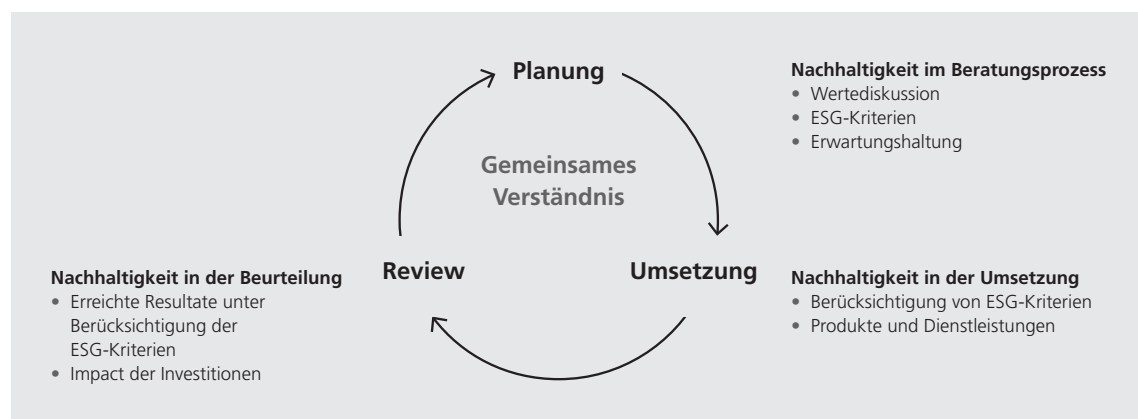 Planung
Nachhaltigkeit im Beratungsprozess
• Wertediskussion
• ESG-Kriterien
• Erwartungshaltung
Gemeinsames
Verständnis
Review
Umsetzung
Nachhaltigkeit in der Beurteilung
• Erreichte Resultate unter
Berücksichtigung der
ESG-Kriterien
• Impact der Investitionen
Nachhaltigkeit in der Umsetzung
• Berücksichtigung von ESG-Kriterien
• Produkte und Dienstleistungen